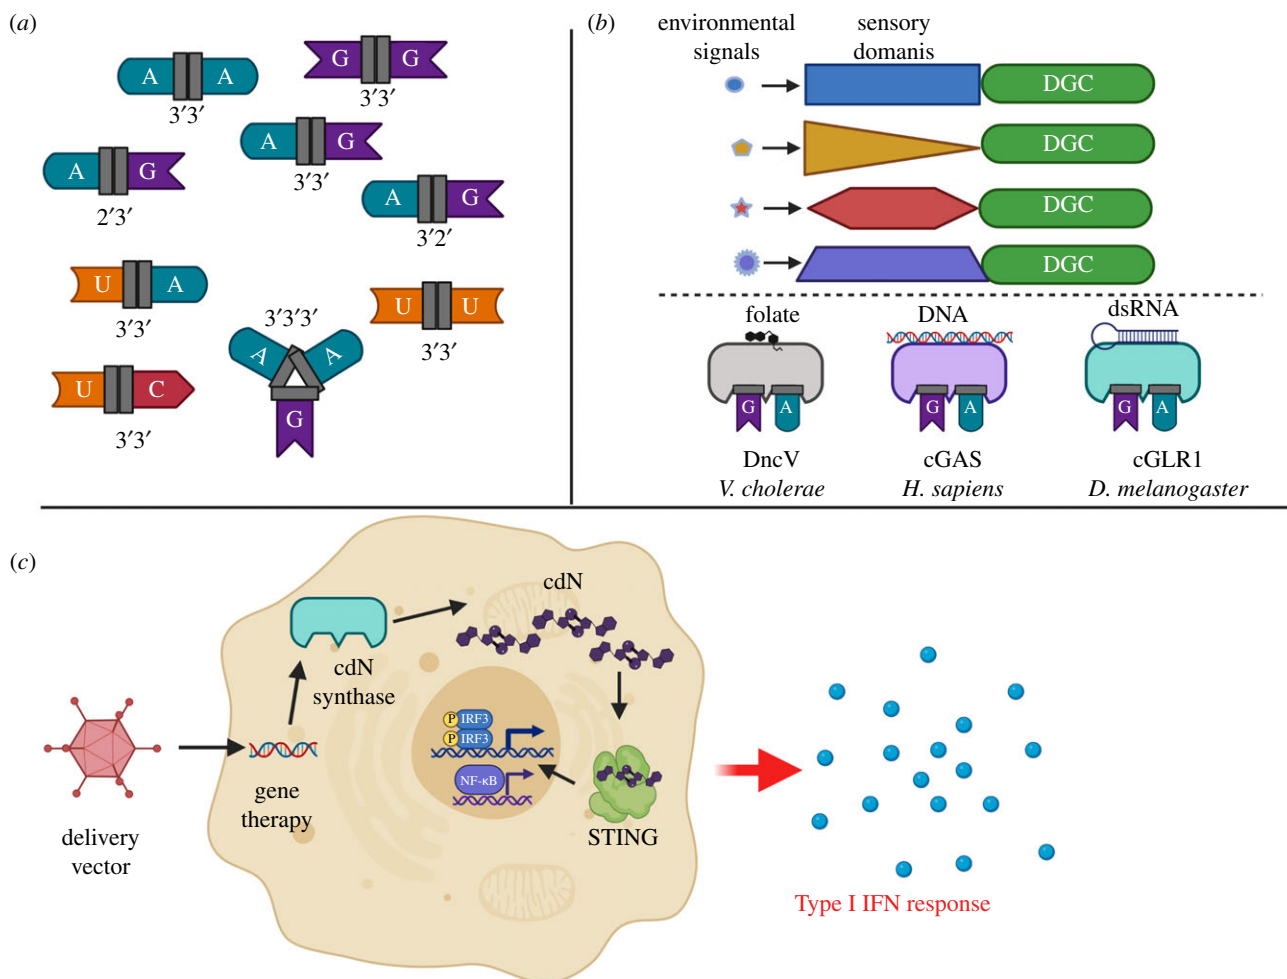 (a)
A A
3′3′
G G
3′3′
A G
3′3′
A G
2′3′
A G
3′2′
U A
3′3′
3′3′3′
A A
G
U U
3′3′
U C
3′3′
(b)
environmental
signals
sensory
domanis
DGC
DGC
DGC
DGC
folate
DNA
dsRNA
G A
G A
G A
DncV
V. cholerae
cGAS
H. sapiens
cGLR1
D. melanogaster
(c)
delivery
vector
gene
therapy
cdN
synthase
cdN
P IRF3
P IRF3
NF-κB
STING
Type I IFN response